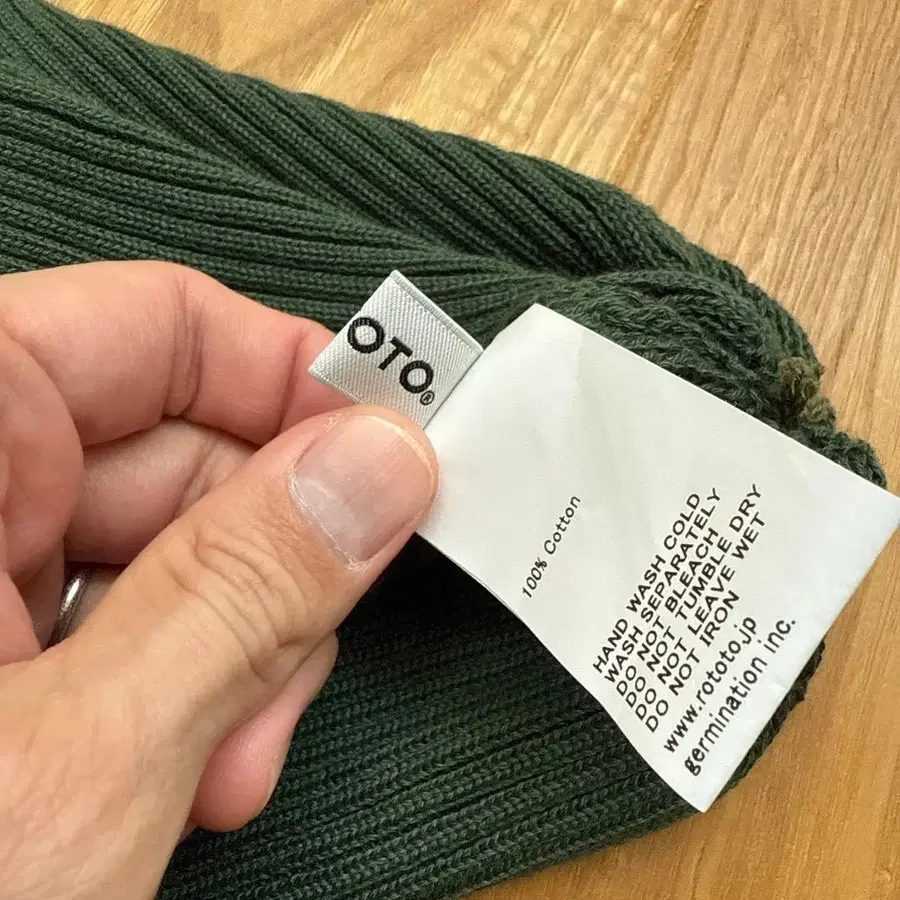 OTO®
100% Cotton
HAND WASH COLD
WASH SEPARATELY
DO NOT BLEACH
DO NOT TUMBLE DRY
DO NOT LEAVE WET
DO NOT IRON
www.rototo.jp
germination inc.